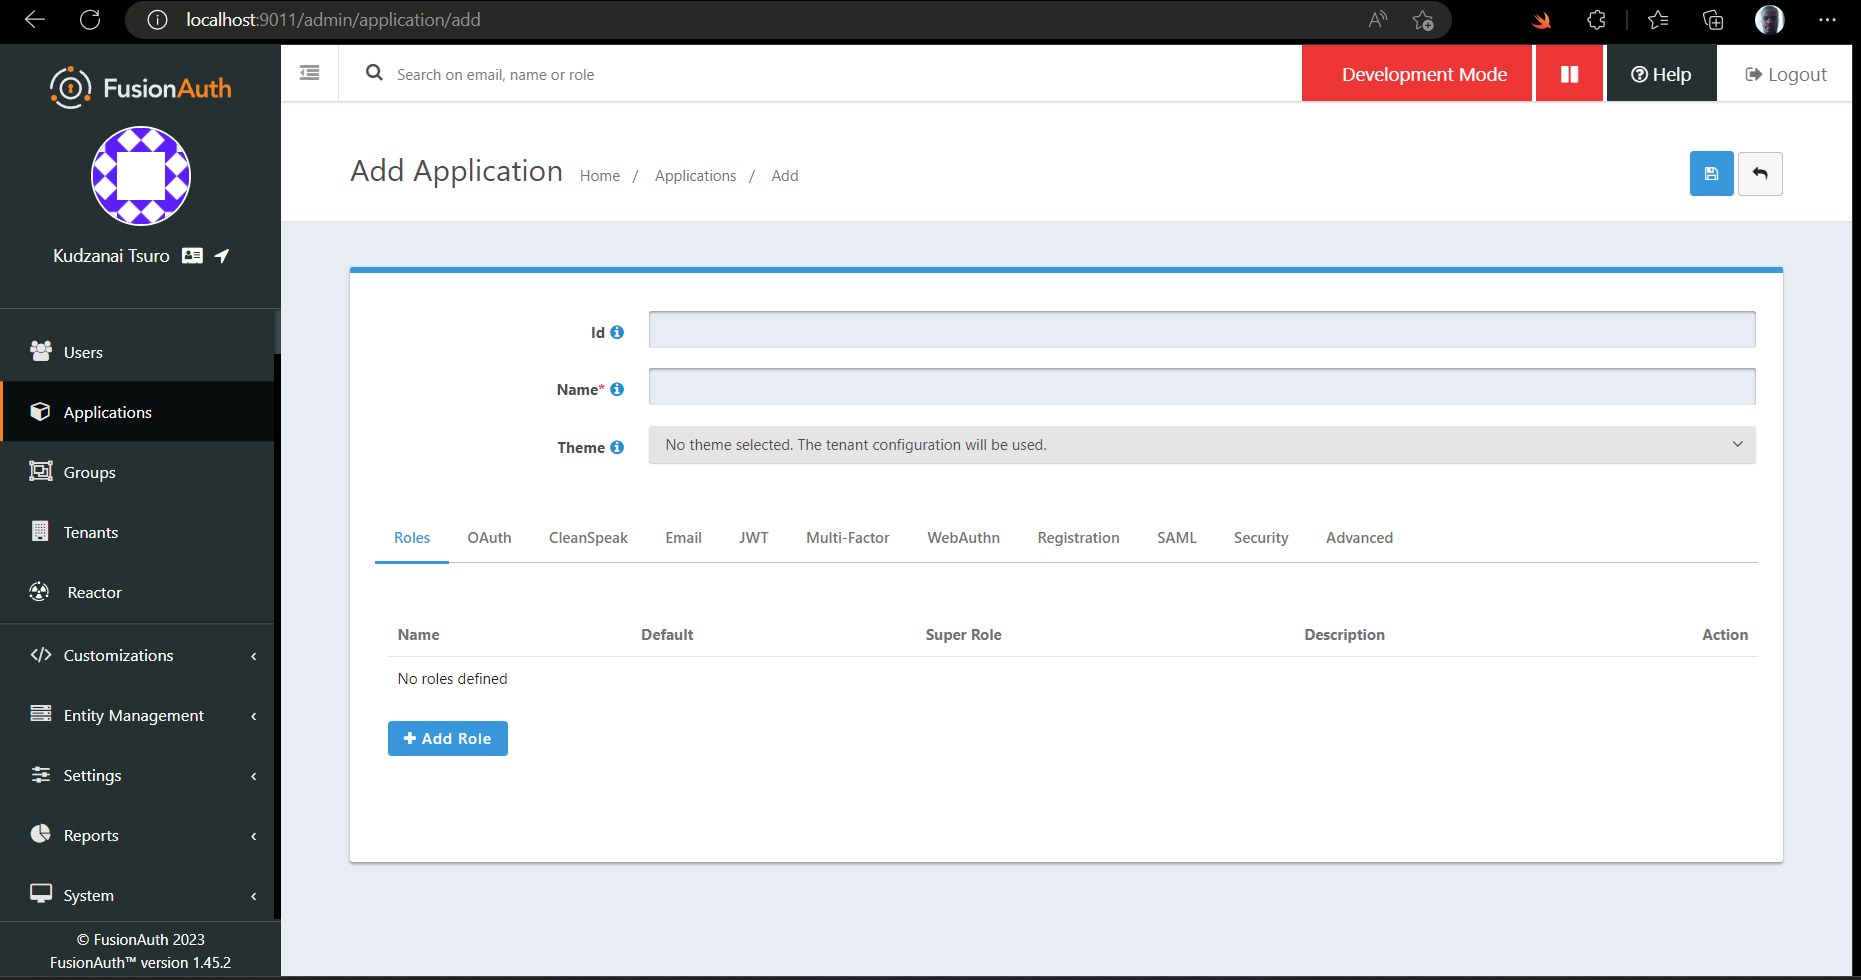 localhost:9011/admin/application/add
FusionAuth
Kudzanai Tsuro
Users
Applications
Groups
Tenants
Reactor
Customizations
Entity Management
Settings
Reports
System
© FusionAuth 2023
FusionAuth™ version 1.45.2
Search on email, name or role
Development Mode
Help
Logout
Add Application
Home / Applications / Add
Id
Name*
Theme
No theme selected. The tenant configuration will be used.
Roles OAuth CleanSpeak Email JWT Multi-Factor WebAuthn Registration SAML Security Advanced
Name Default Super Role Description Action
No roles defined
Add Role